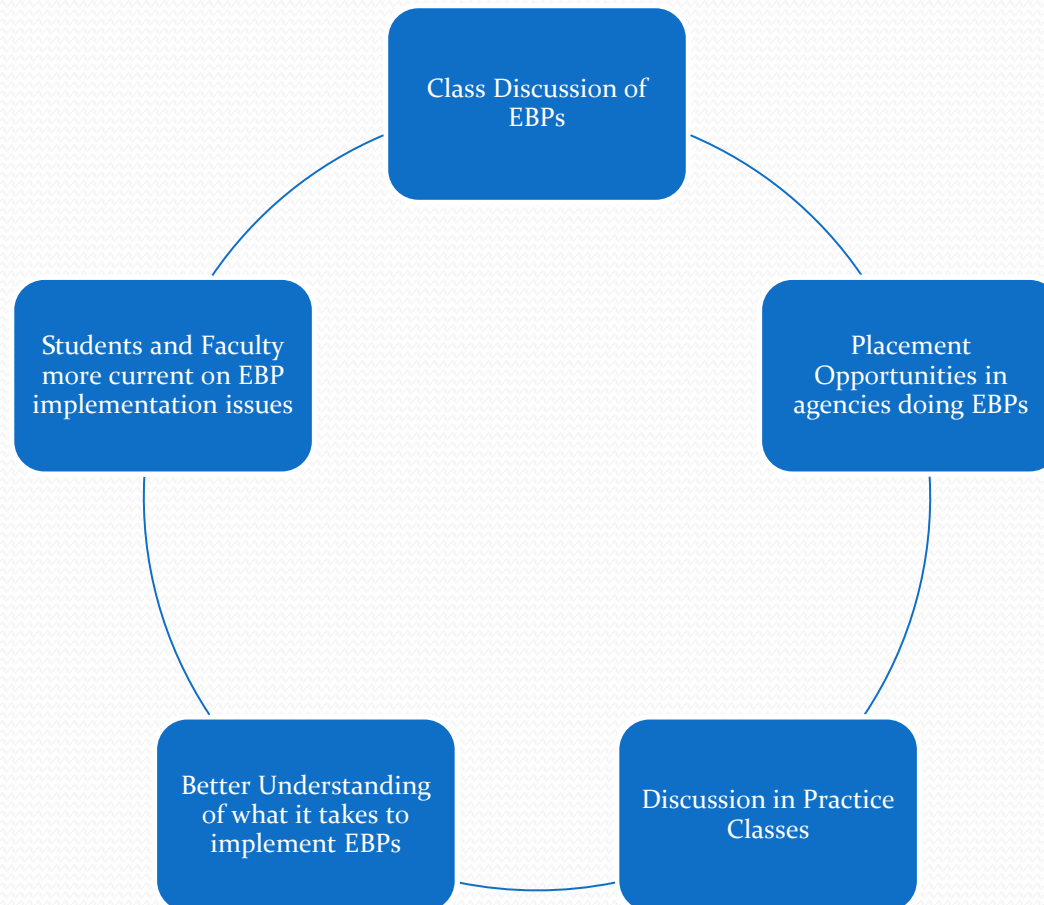 Class Discussion of
EBPs
Placement
Opportunities in
agencies doing EBPs
Discussion in Practice
Classes
Better Understanding
of what it takes to
implement EBPs
Students and Faculty
more current on EBP
implementation issues